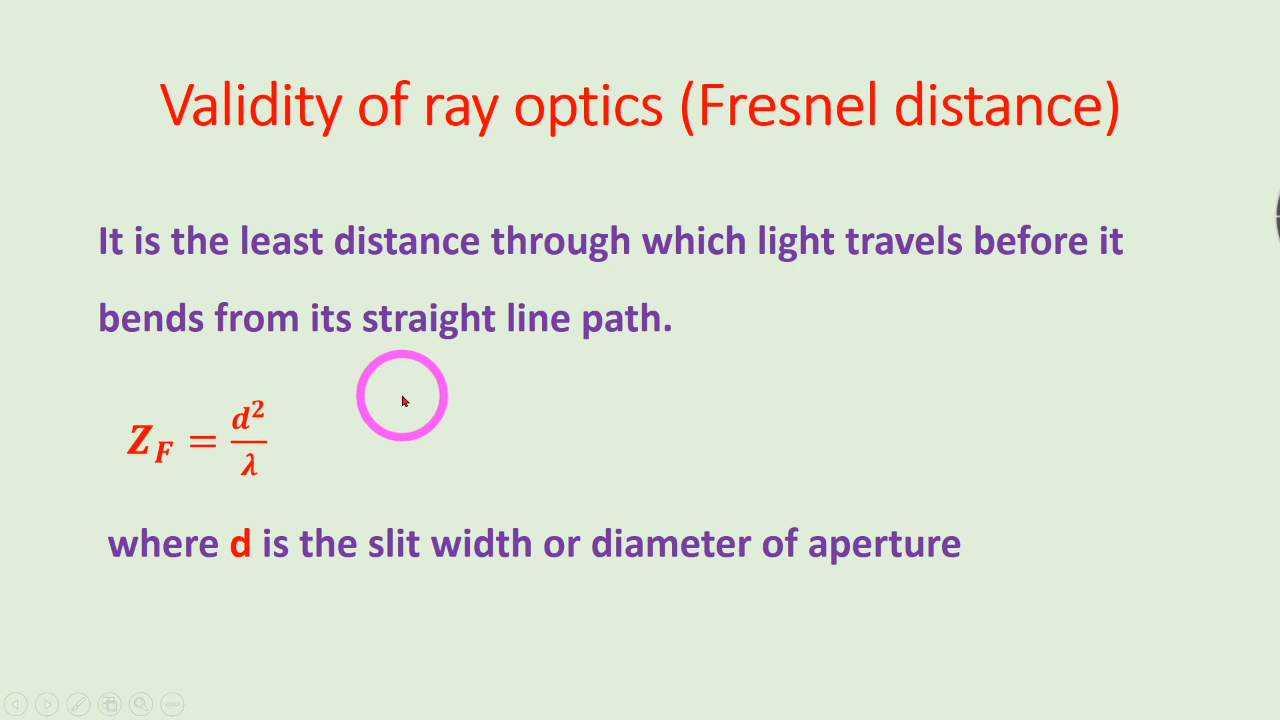 Validity of ray optics (Fresnel distance)
It is the least distance through which light travels before it
bends from its straight line path.
Z_F = d²/λ
where d is the slit width or diameter of aperture